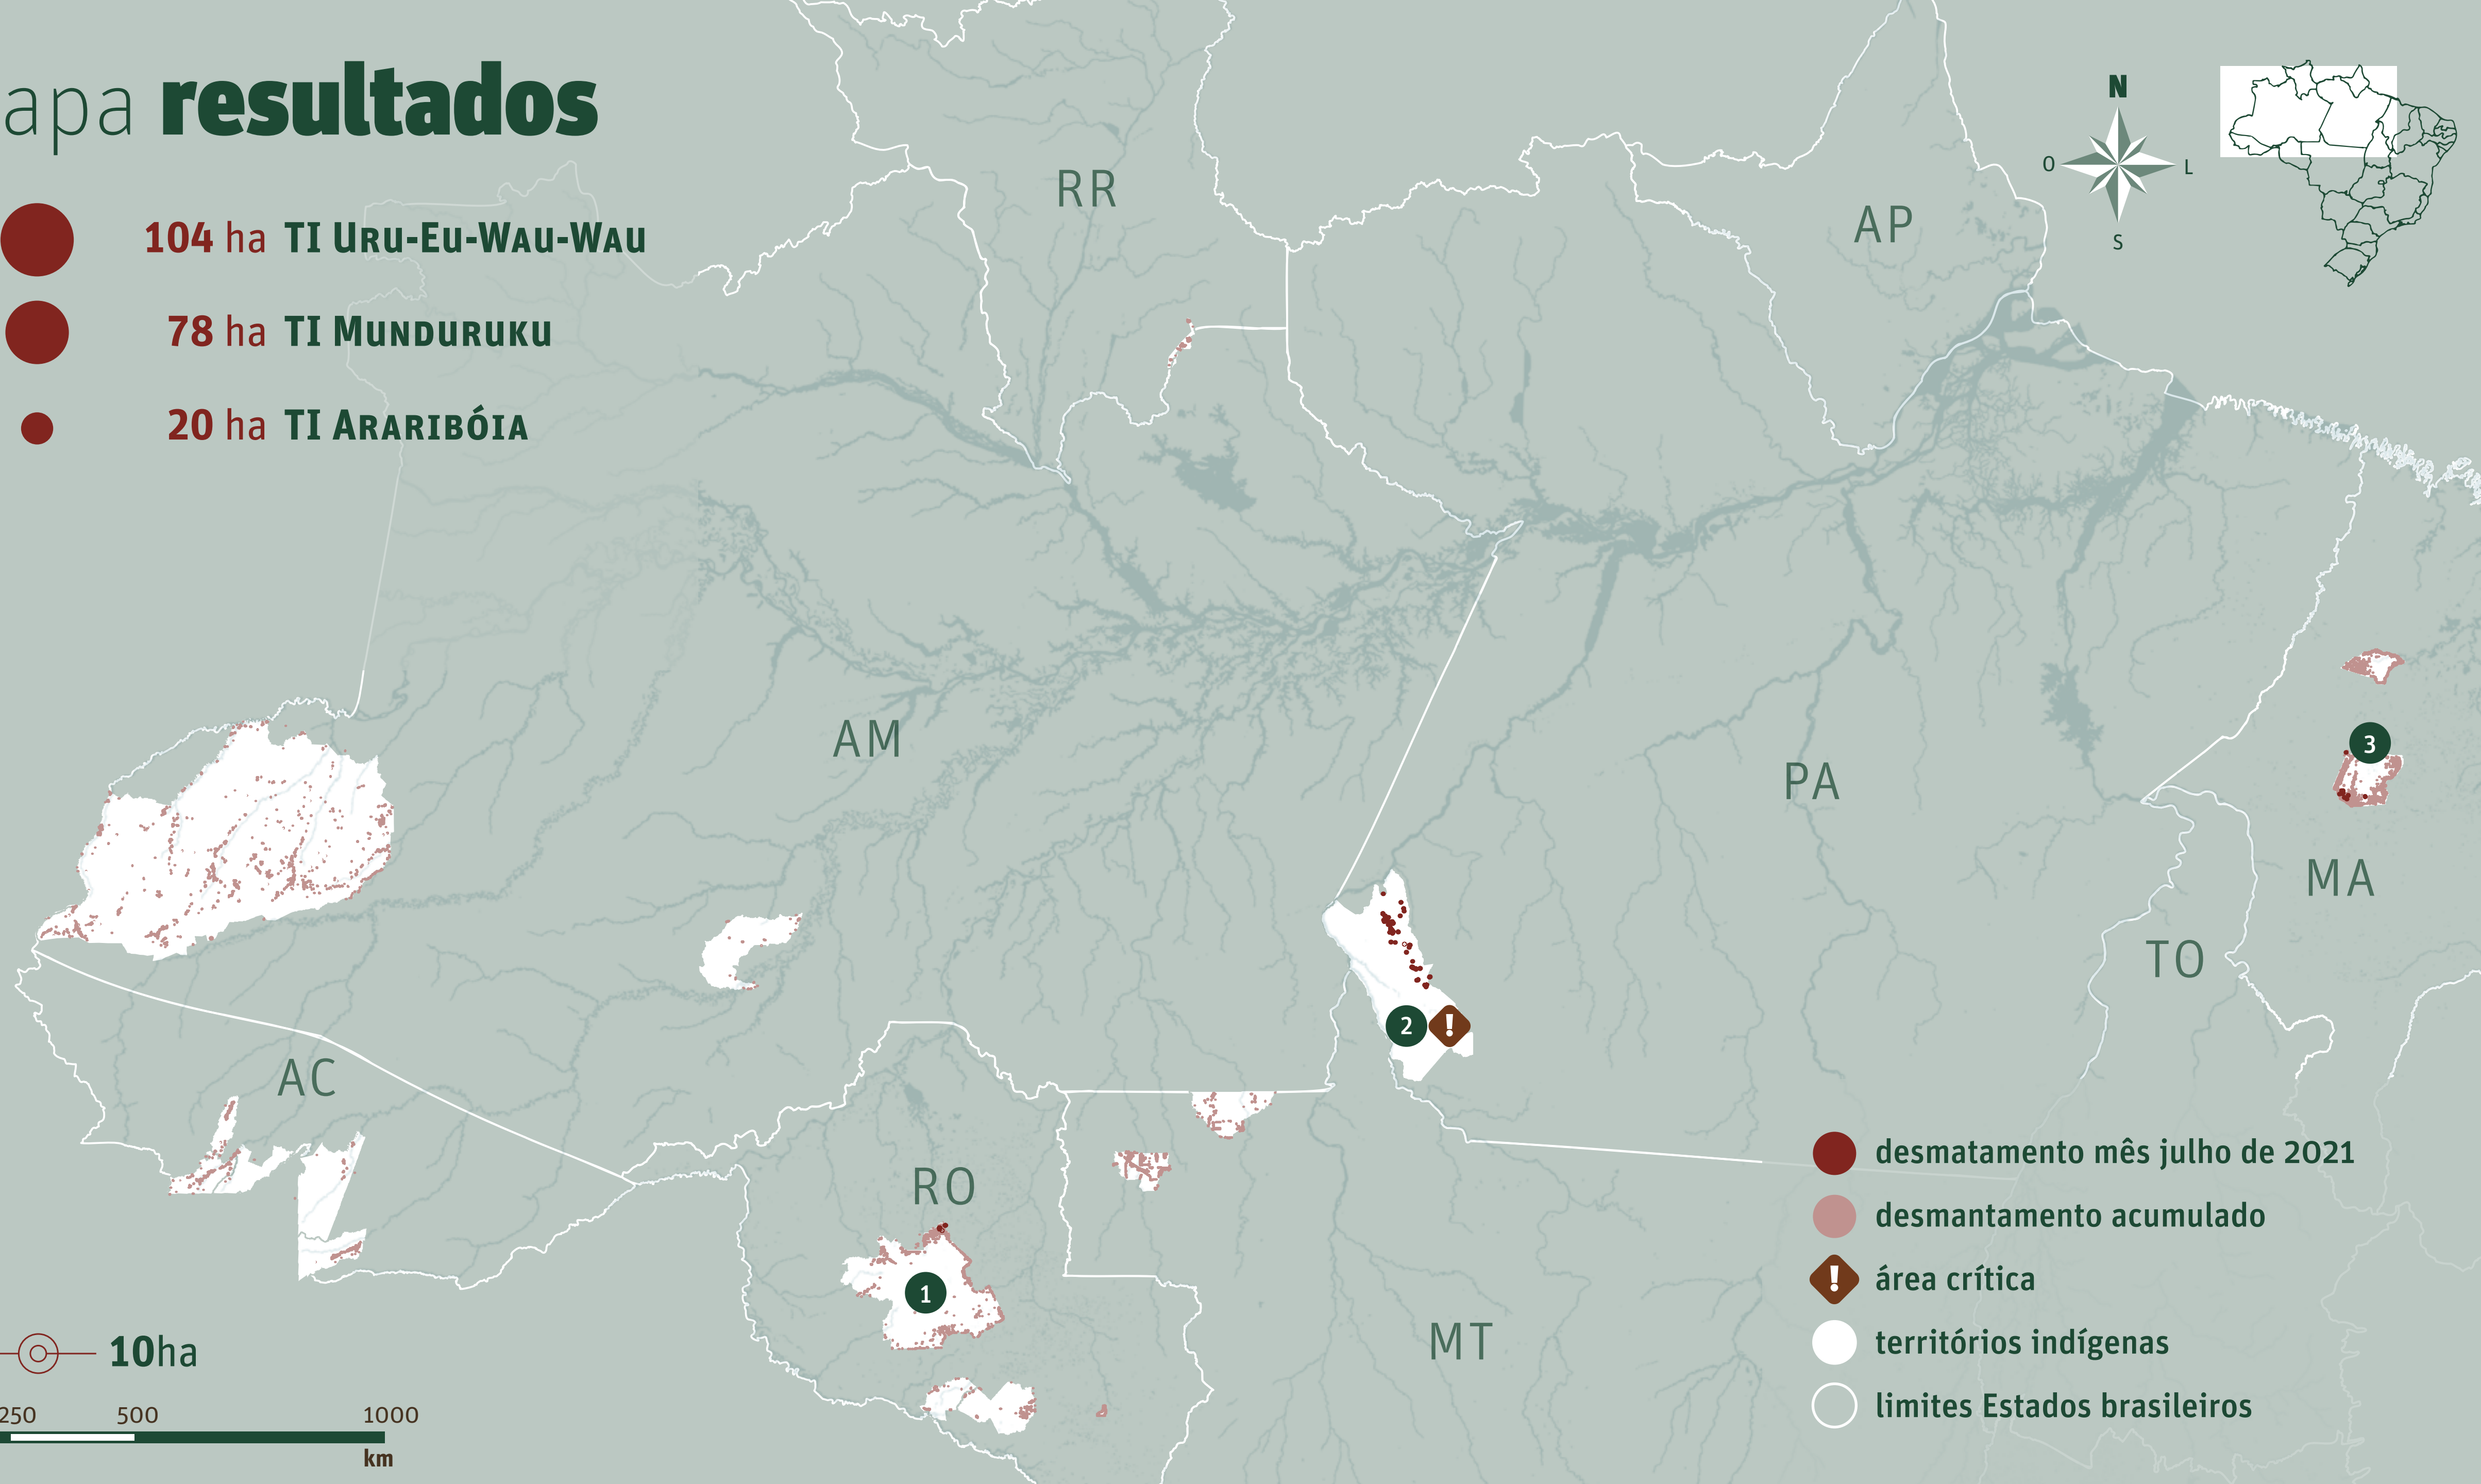 apa resultados
104 ha TI Uru-Eu-Wau-Wau
78 ha TI Munduruku
20 ha TI Araribóia
N
O
L
S
RR
AP
AM
PA
3
MA
TO
2
!
AC
RO
1
MT
desmatamento mês julho de 2021
desmantamento acumulado
! área crítica
territórios indígenas
limites Estados brasileiros
10ha
250 500 1000
km